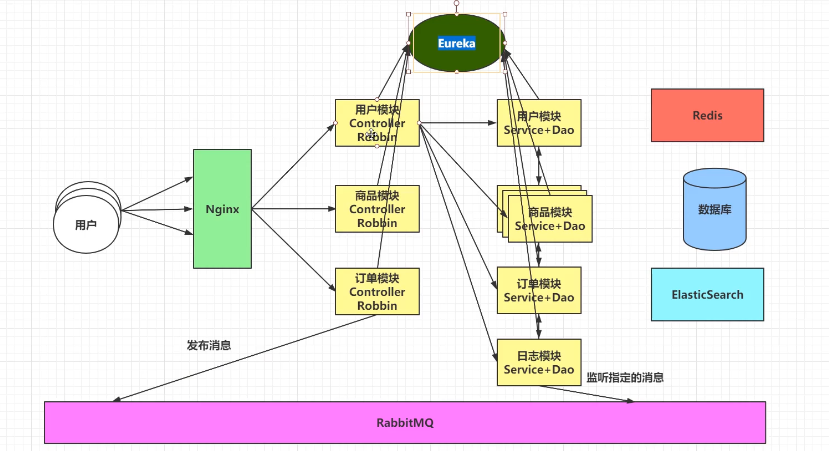 Eureka
用户模块
Controller
Robbin
用户模块
Service+Dao
Redis
用户
Nginx
商品模块
Controller
Robbin
商品模块
Service+Dao
数据库
订单模块
Controller
Robbin
订单模块
Service+Dao
ElasticSearch
发布消息
日志模块
Service+Dao
监听指定的消息
RabbitMQ